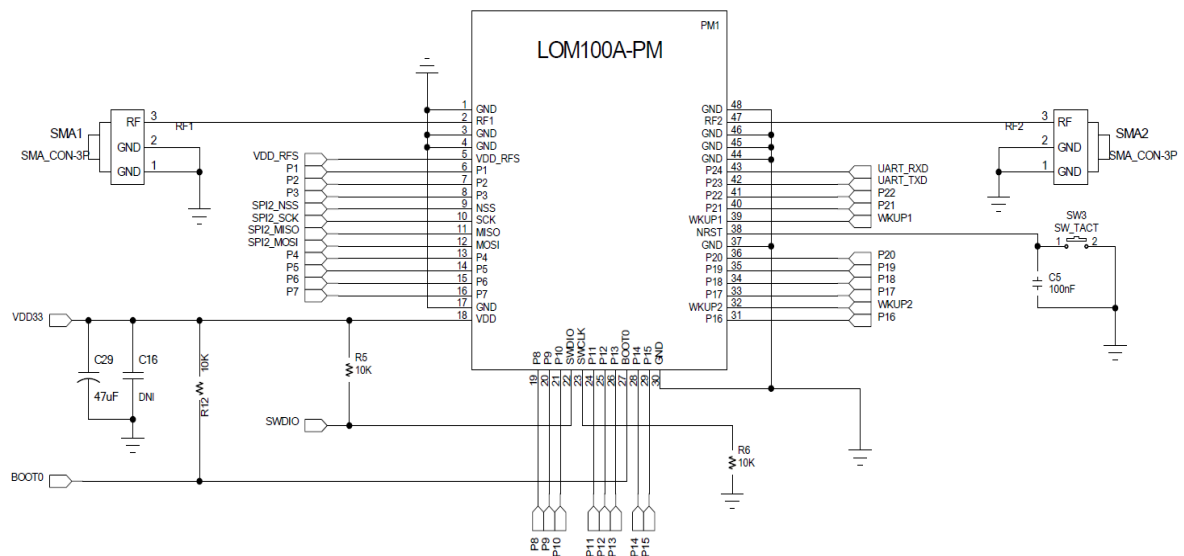 PM1
LOM100A-PM
SMA1
SMA_CON-3P
RF 3
GND 2
GND 1
RF1
1 GND
2 RF1
3 GND
4 GND
VDD_RFS 5 VDD_RFS
P1 6 P1
P2 7 P2
P3 8 P3
SPI2_NSS 9 NSS
SPI2_SCK 10 SCK
SPI2_MISO 11 MISO
SPI2_MOSI 12 MOSI
P4 13 P4
P5 14 P5
P6 15 P6
P7 16 P7
17 GND
VDD33 18 VDD
GND 48
RF2 47
GND 46
GND 45
GND 44
P24 43 UART_RXD
P23 42 UART_TXD
P22 41 P22
P21 40 P21
WKUP1 39 WKUP1
NRST 38
GND 37
P20 36 P20
P19 35 P19
P18 34 P18
P17 33 P17
WKUP2 32 WKUP2
P16 31 P16
RF2
3 RF
2 GND
1 GND
SMA2
SMA_CON-3P
SW3
SW_TACT
1 2
C5
100nF
C29
47uF
C16
DNI
10K
R12
R5
10K
SWDIO
BOOT0
R6
10K
P8 19 P8
P9 20 P9
P10 21 P10
SWDIO 22
SWCLK 23
P11 24 P11
P12 25 P12
P13 26 P13
BOOT0 27
P14 28 P14
P15 29 P15
GND 30